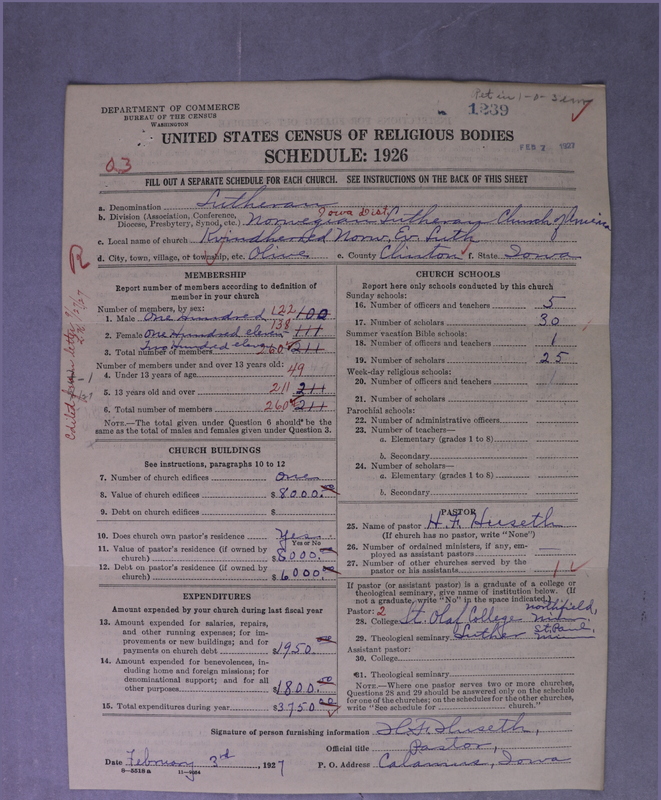 Pet in 1-0-3
DEPARTMENT OF COMMERCE
BUREAU OF THE CENSUS
WASHINGTON
1239
UNITED STATES CENSUS OF RELIGIOUS BODIES
FEB 7 1927
SCHEDULE: 1926
03
FILL OUT A SEPARATE SCHEDULE FOR EACH CHURCH. SEE INSTRUCTIONS ON THE BACK OF THIS SHEET
a. Denomination Lutheran
Iowa Dist.
b. Division (Association, Conference, Diocese, Presbytery, Synod, etc.) Norwegian Lutheran Church of America
c. Local name of church Kvindherred Norw. Ev. Luth
d. City, town, village, or township, etc. Olive e. County Clinton f. State Iowa
R
MEMBERSHIP
Report number of members according to definition of member in your church
Number of members, by sex:
1. Male One Hundred 122 100
2. Female One Hundred eleven 138 111
3. Total number of members Two Hundred eleven 260 211
Number of members under and over 13 years old:
4. Under 13 years of age 49
5. 13 years old and over 211 211
6. Total number of members 260 211
NOTE.—The total given under Question 6 should be the same as the total of males and females given under Question 3.
CHURCH BUILDINGS
See instructions, paragraphs 10 to 12
7. Number of church edifices One
8. Value of church edifices $8000.00
9. Debt on church edifices $
10. Does church own pastor's residence? Yes.
Yes or No
11. Value of pastor's residence (if owned by church) $8000.00
12. Debt on pastor's residence (if owned by church) $6000.00
EXPENDITURES
Amount expended by your church during last fiscal year
13. Amount expended for salaries, repairs, and other running expenses; for improvements or new buildings; and for payments on church debt $1950.00
14. Amount expended for benevolences, including home and foreign missions; for denominational support; and for all other purposes $1800.00
15. Total expenditures during year $3750.00
CHURCH SCHOOLS
Report here only schools conducted by this church
Sunday schools:
16. Number of officers and teachers 5
17. Number of scholars 30
Summer vacation Bible schools:
18. Number of officers and teachers 1
19. Number of scholars 25
Week-day religious schools:
20. Number of officers and teachers
21. Number of scholars
Parochial schools:
22. Number of administrative officers
23. Number of teachers—
a. Elementary (grades 1 to 8)
b. Secondary
24. Number of scholars—
a. Elementary (grades 1 to 8)
b. Secondary
PASTOR
25. Name of pastor H. F. Huseth
(If church has no pastor, write "None")
26. Number of ordained ministers, if any, employed as assistant pastors
27. Number of other churches served by the pastor or his assistants 1
If pastor (or assistant pastor) is a graduate of a college or theological seminary, give name of institution below. (If not a graduate, write "No" in the space indicated.)
Pastor: 2
28. College St. Olaf College Northfield, Minn.
29. Theological seminary Luther St. Paul, Minn.
Assistant pastor:
30. College
31. Theological seminary
NOTE.—Where one pastor serves two or more churches, Questions 28 and 29 should be answered only on the schedule for one of the churches; on the schedules for the other churches, write "See schedule for church."
Signature of person furnishing information H. F. Huseth,
Official title Pastor,
Date February 3rd, 1927
P. O. Address Calamus, Iowa
8-5518a 11-9064